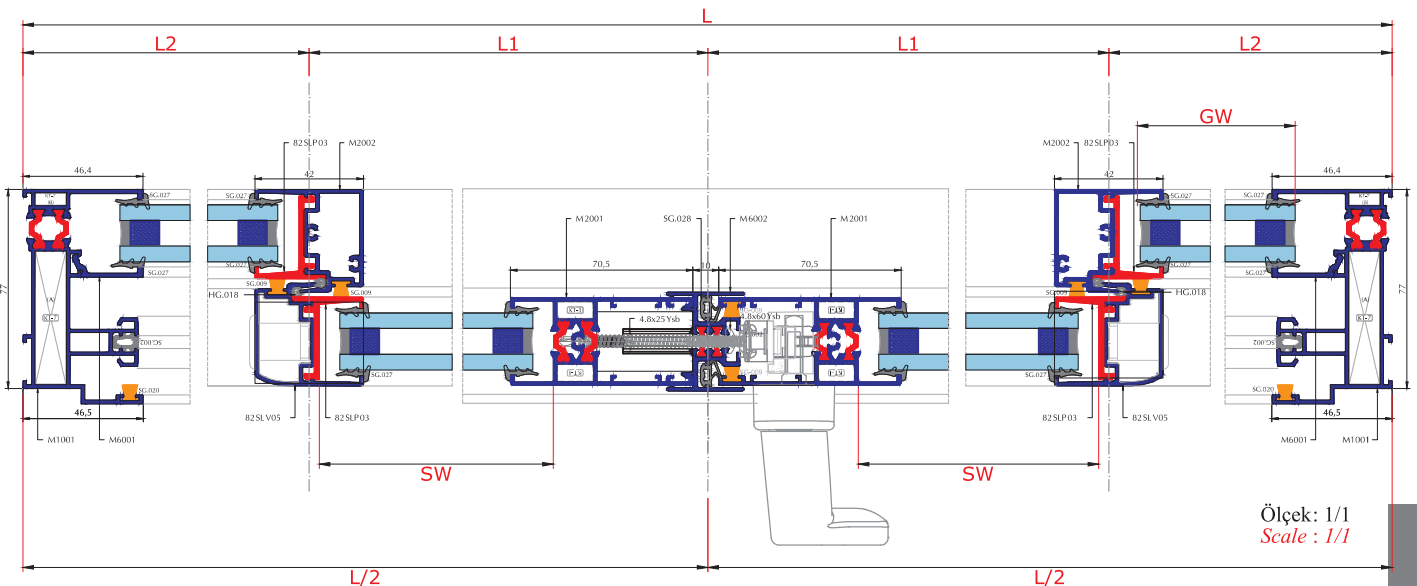 L
L2 L1 L1 L2
GW
82SLP03 M2002 M2002 82SLP03
46,4 42 42 46,4
SG.027 SG.027 SG.027 SG.027
M2001 SG.028 M6002 M2001
70,5 10 70,5
SG.027 SG.027 SG.027 SG.027
SG.009 SG.009
HG.018 HG.018
77 77
(A) (A)
K1-7 K1-7
4.8x25Ysb 4.8x60Ysb
SG.002 SG.002
SG.020 SG.027 SG.027 SG.020
46,5 82SLV05 82SLP03 82SLP03 82SLV05 46,5
M1001 M6001 M6001 M1001
SW SW
Ölçek: 1/1
Scale : 1/1
L/2 L/2